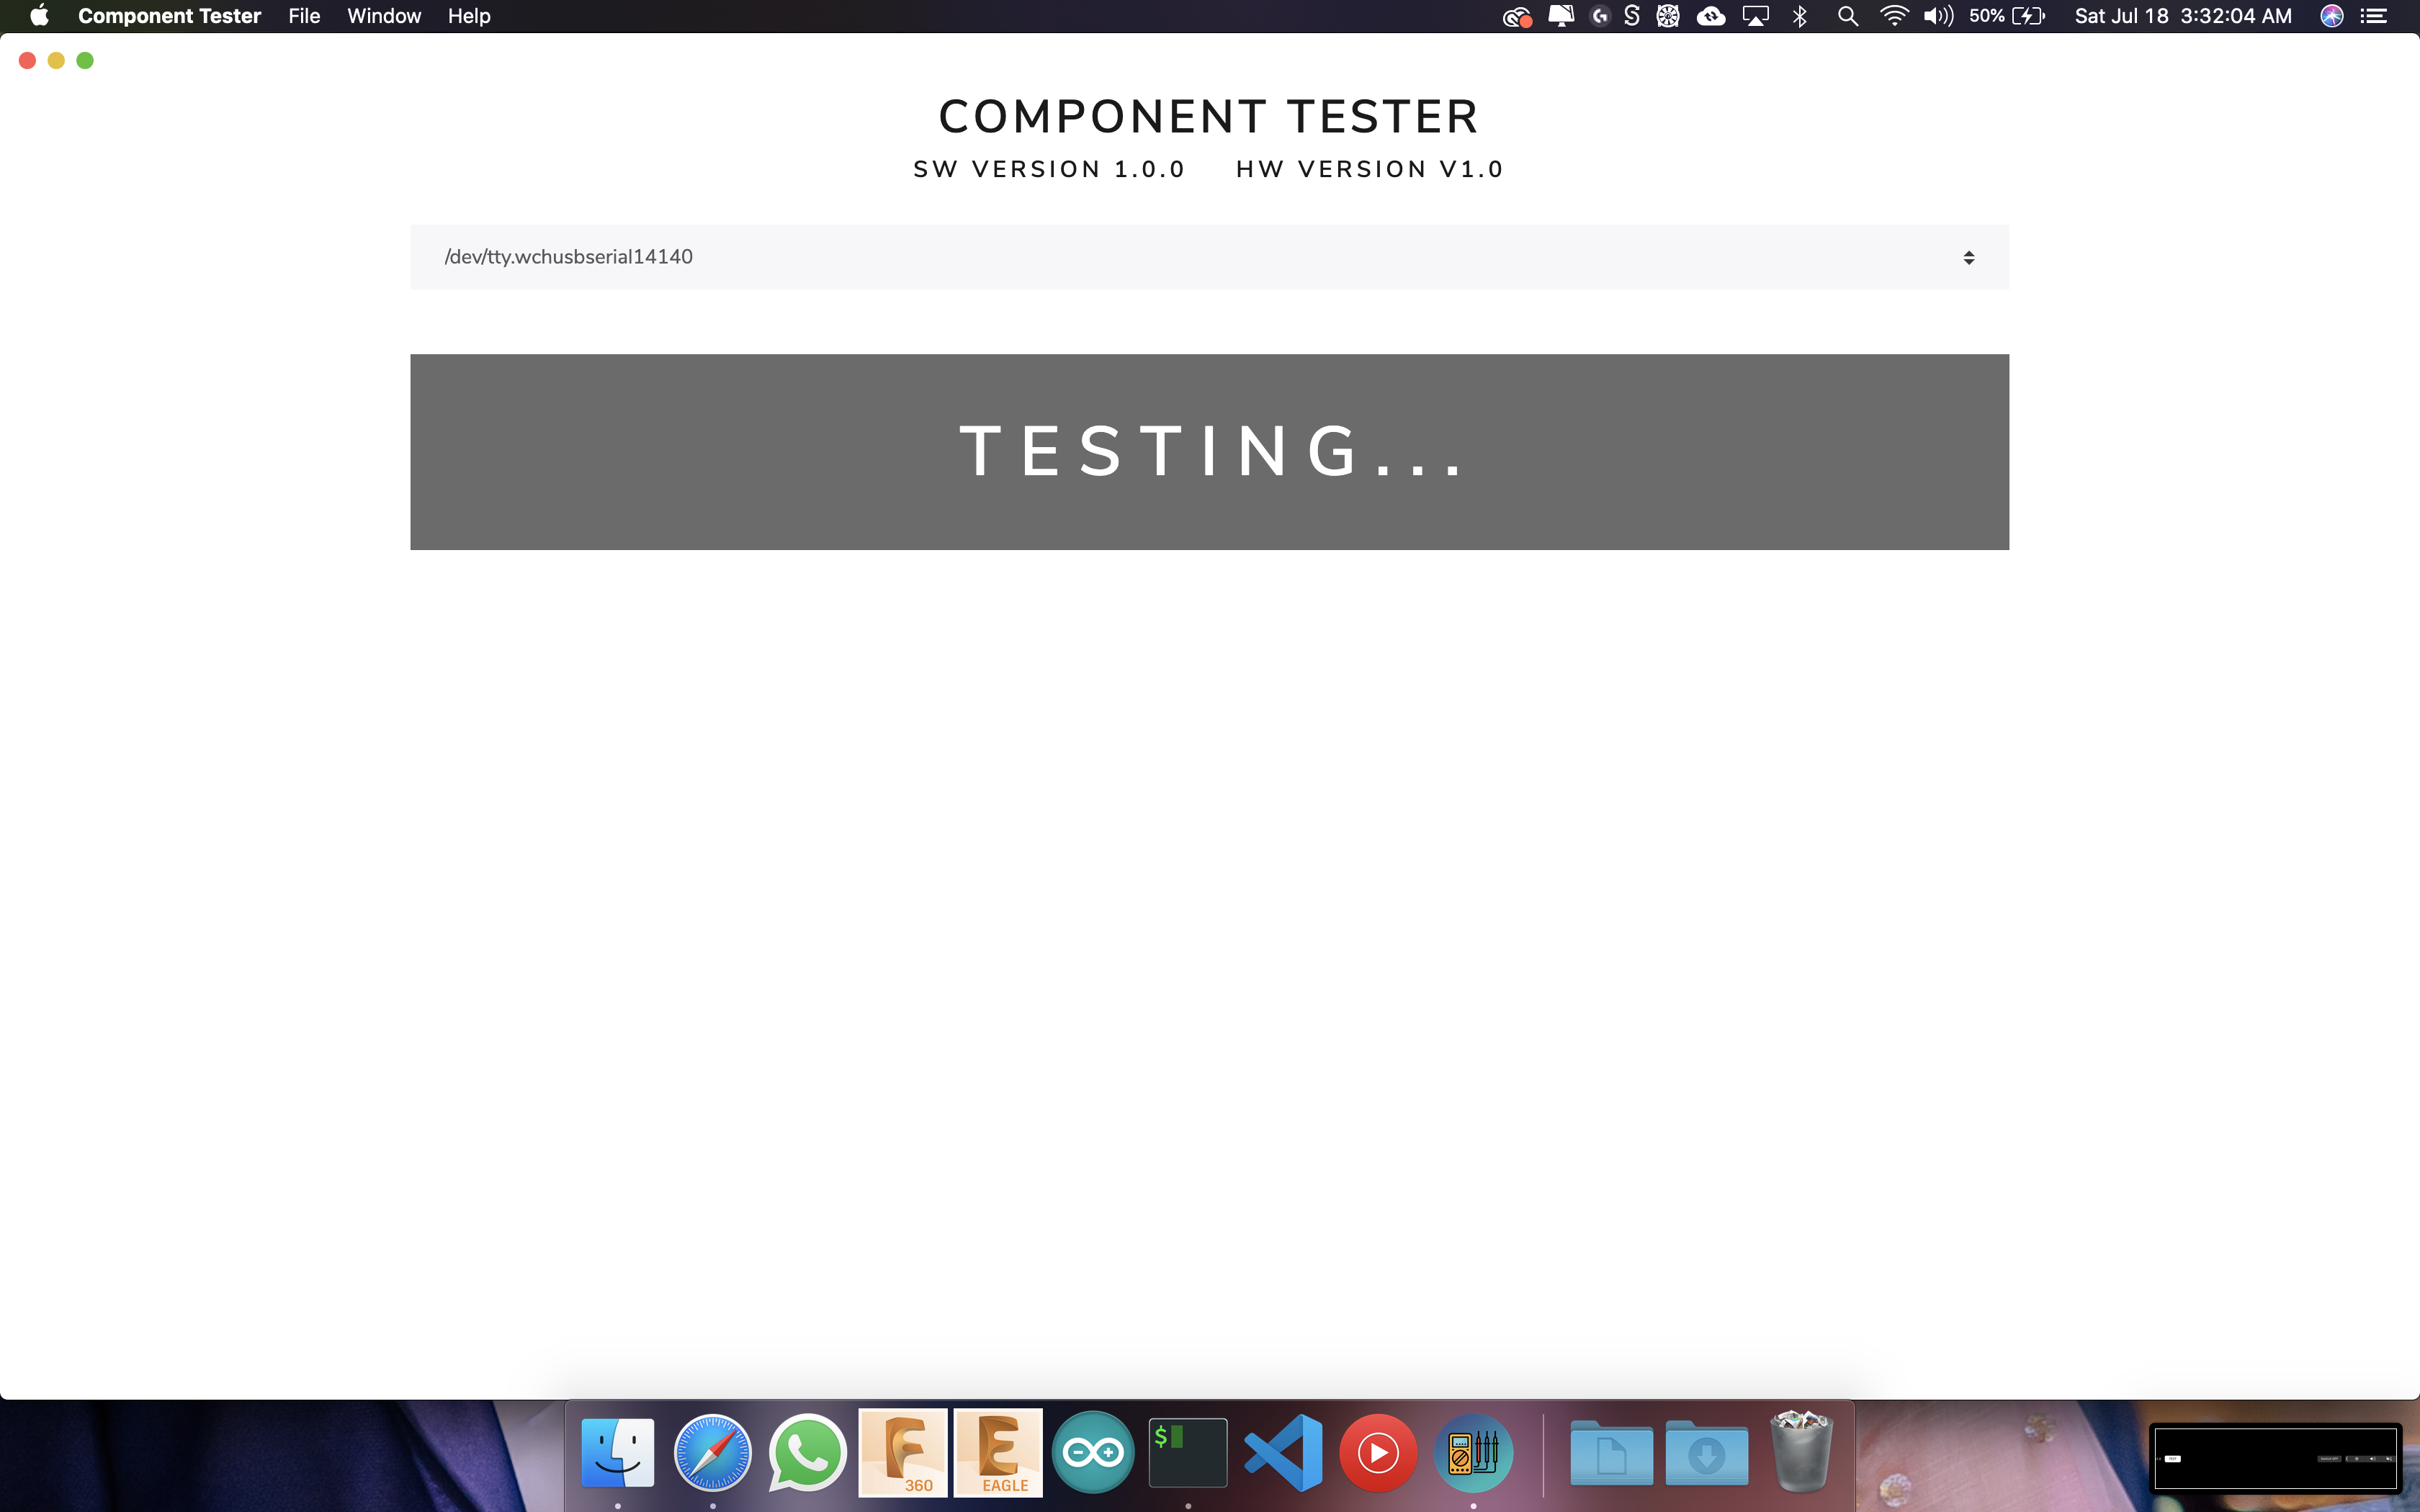 Component Tester File Window Help 50% Sat Jul 18 3:32:04 AM
COMPONENT TESTER
SW VERSION 1.0.0 HW VERSION V1.0
/dev/tty.wchusbserial14140
TESTING...
$
360
EAGLE